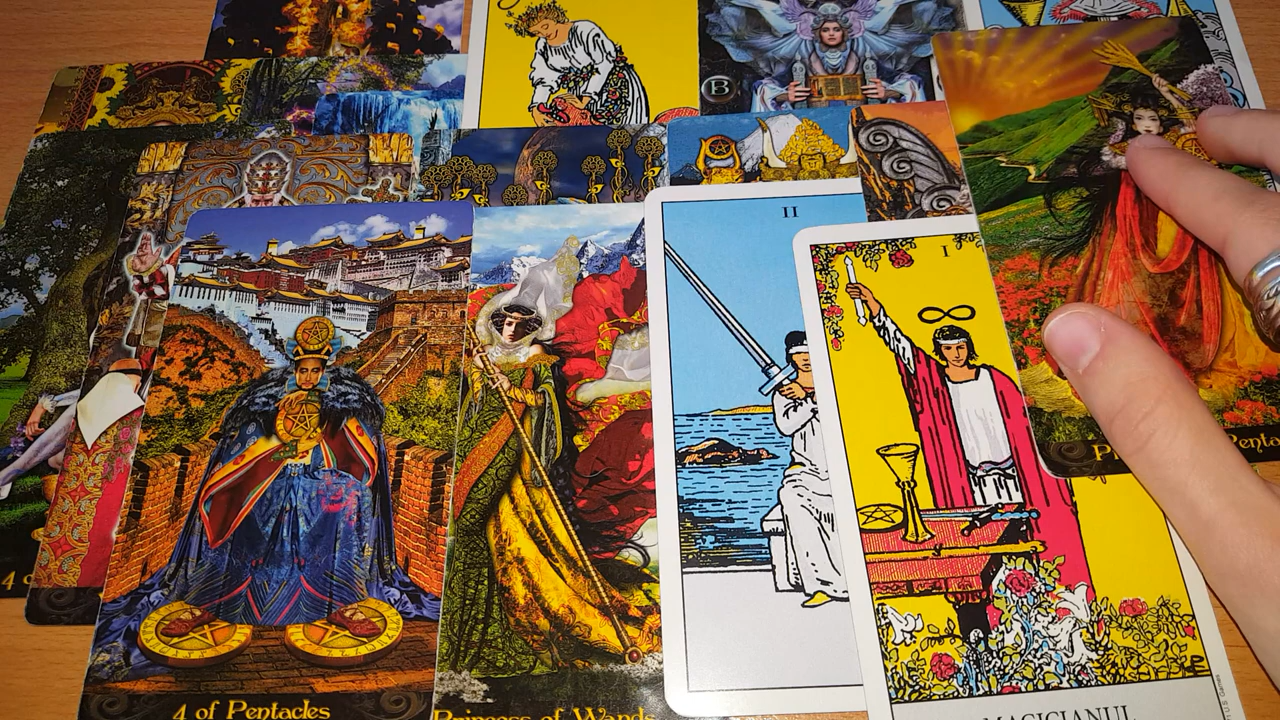 B
II
I
4 of Pentacles
Princess of Wands
MAGICIANUL